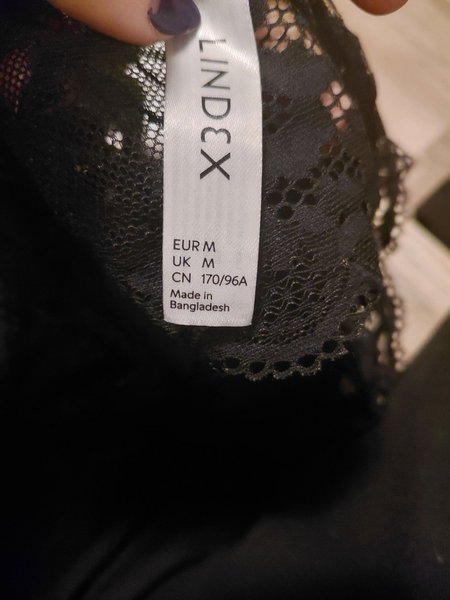 LINDEX
EUR M
UK M
CN 170/96A
Made in
Bangladesh